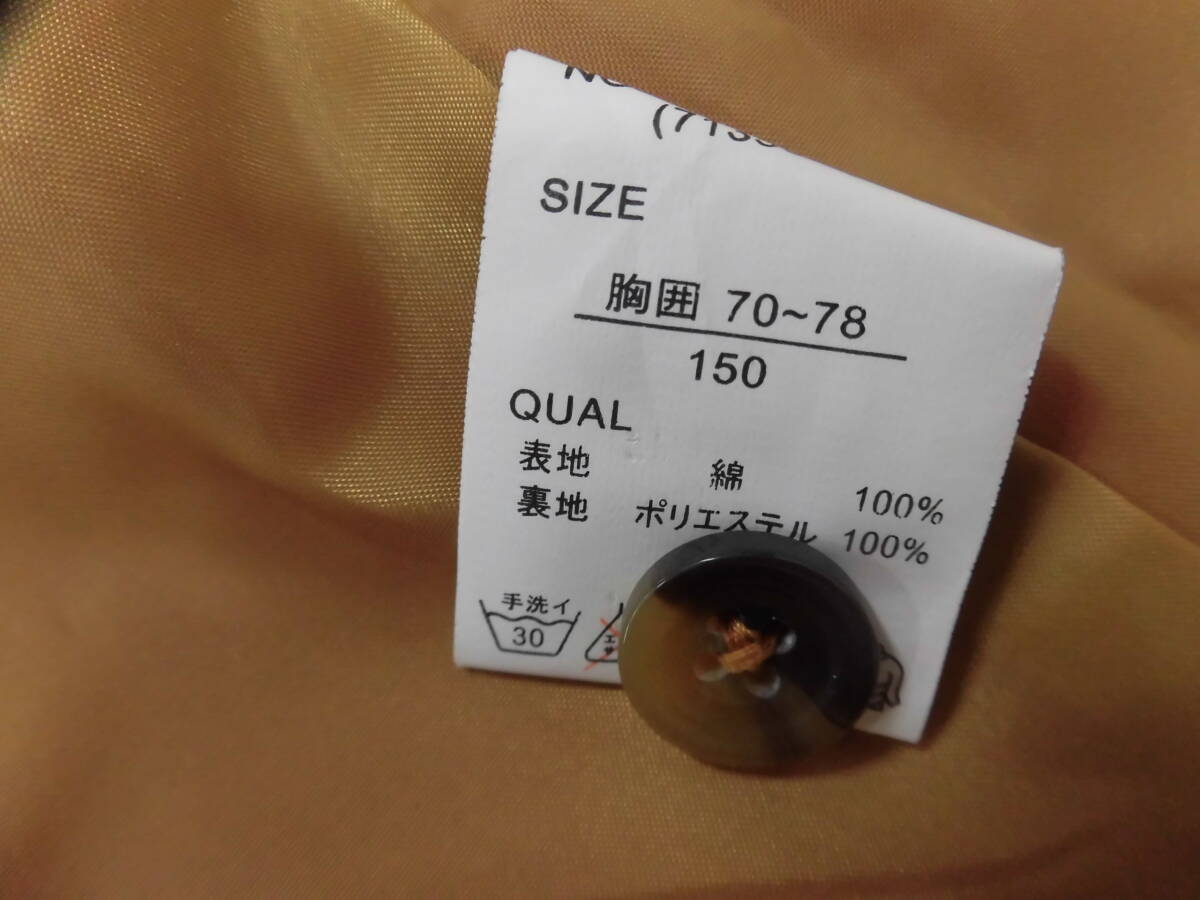 SIZE
胸囲 70~78
150
QUAL
表地 綿 100%
裏地 ポリエステル 100%
手洗イ
30